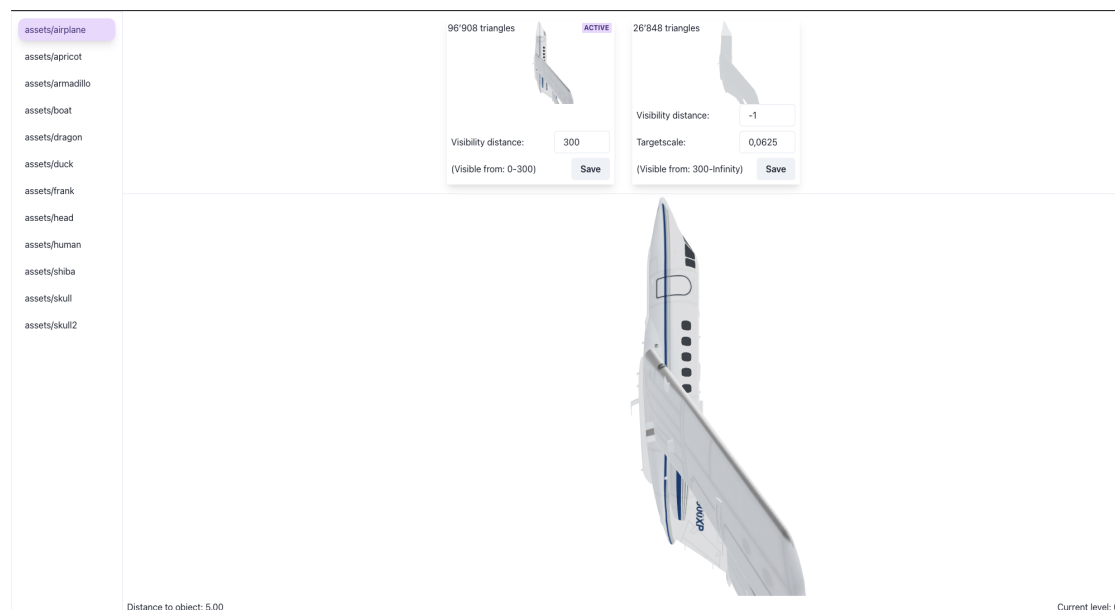 assets/airplane
assets/apricot
assets/armadillo
assets/boat
assets/dragon
assets/duck
assets/frank
assets/head
assets/human
assets/shiba
assets/skull
assets/skull2
96’908 triangles ACTIVE
Visibility distance: 300
(Visible from: 0-300) Save
26’848 triangles
Visibility distance: -1
Targetscale: 0,0625
(Visible from: 300-Infinity) Save
Distance to object: 5.00
Current level: